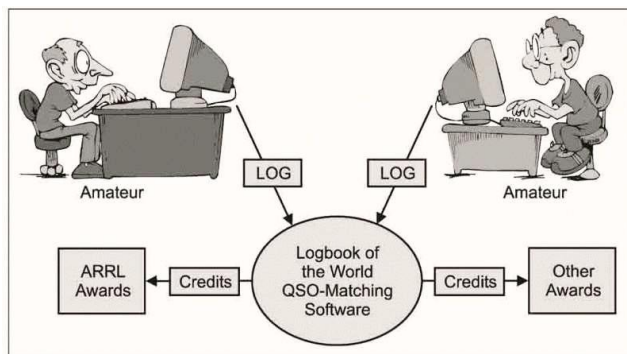 Amateur
Amateur
LOG
LOG
Logbook of
the World
QSO-Matching
Software
ARRL
Awards
Credits
Credits
Other
Awards